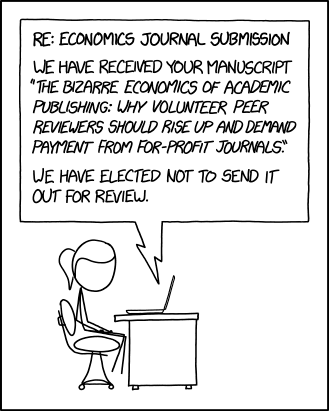 RE: ECONOMICS JOURNAL SUBMISSION
WE HAVE RECEIVED YOUR MANUSCRIPT
"THE BIZARRE ECONOMICS OF ACADEMIC
PUBLISHING: WHY VOLUNTEER PEER
REVIEWERS SHOULD RISE UP AND DEMAND
PAYMENT FROM FOR-PROFIT JOURNALS."
WE HAVE ELECTED NOT TO SEND IT
OUT FOR REVIEW.